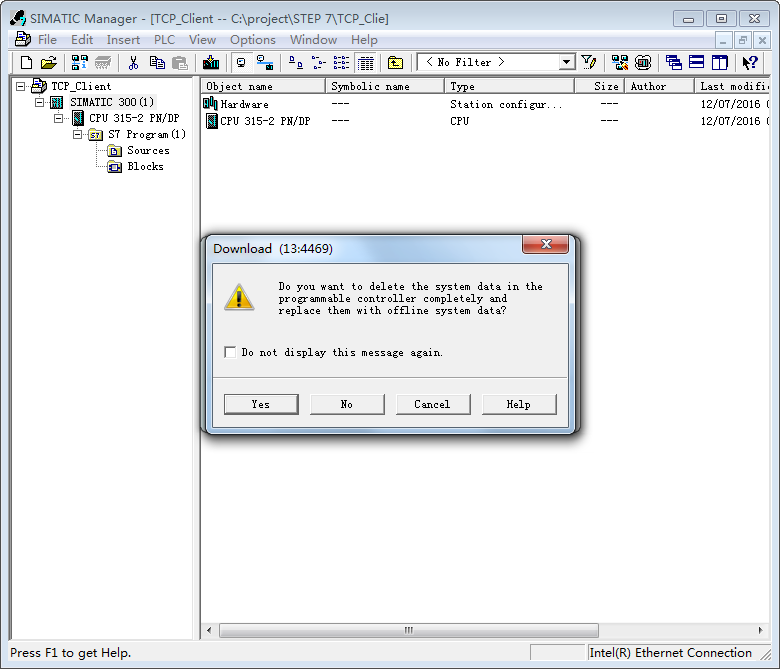 SIMATIC Manager - [TCP_Client -- C:\project\STEP 7\TCP_Clie]
File Edit Insert PLC View Options Window Help
< No Filter >
TCP_Client
SIMATIC 300(1)
CPU 315-2 PN/DP
S7 Program(1)
Sources
Blocks
Object name Symbolic name Type Size Author Last modifie
Hardware --- Station configur... --- 12/07/2016 0
CPU 315-2 PN/DP --- CPU --- 12/07/2016 0
Download (13:4469)
Do you want to delete the system data in the
programmable controller completely and
replace them with offline system data?
Do not display this message again.
Yes No Cancel Help
Press F1 to get Help. Intel(R) Ethernet Connection